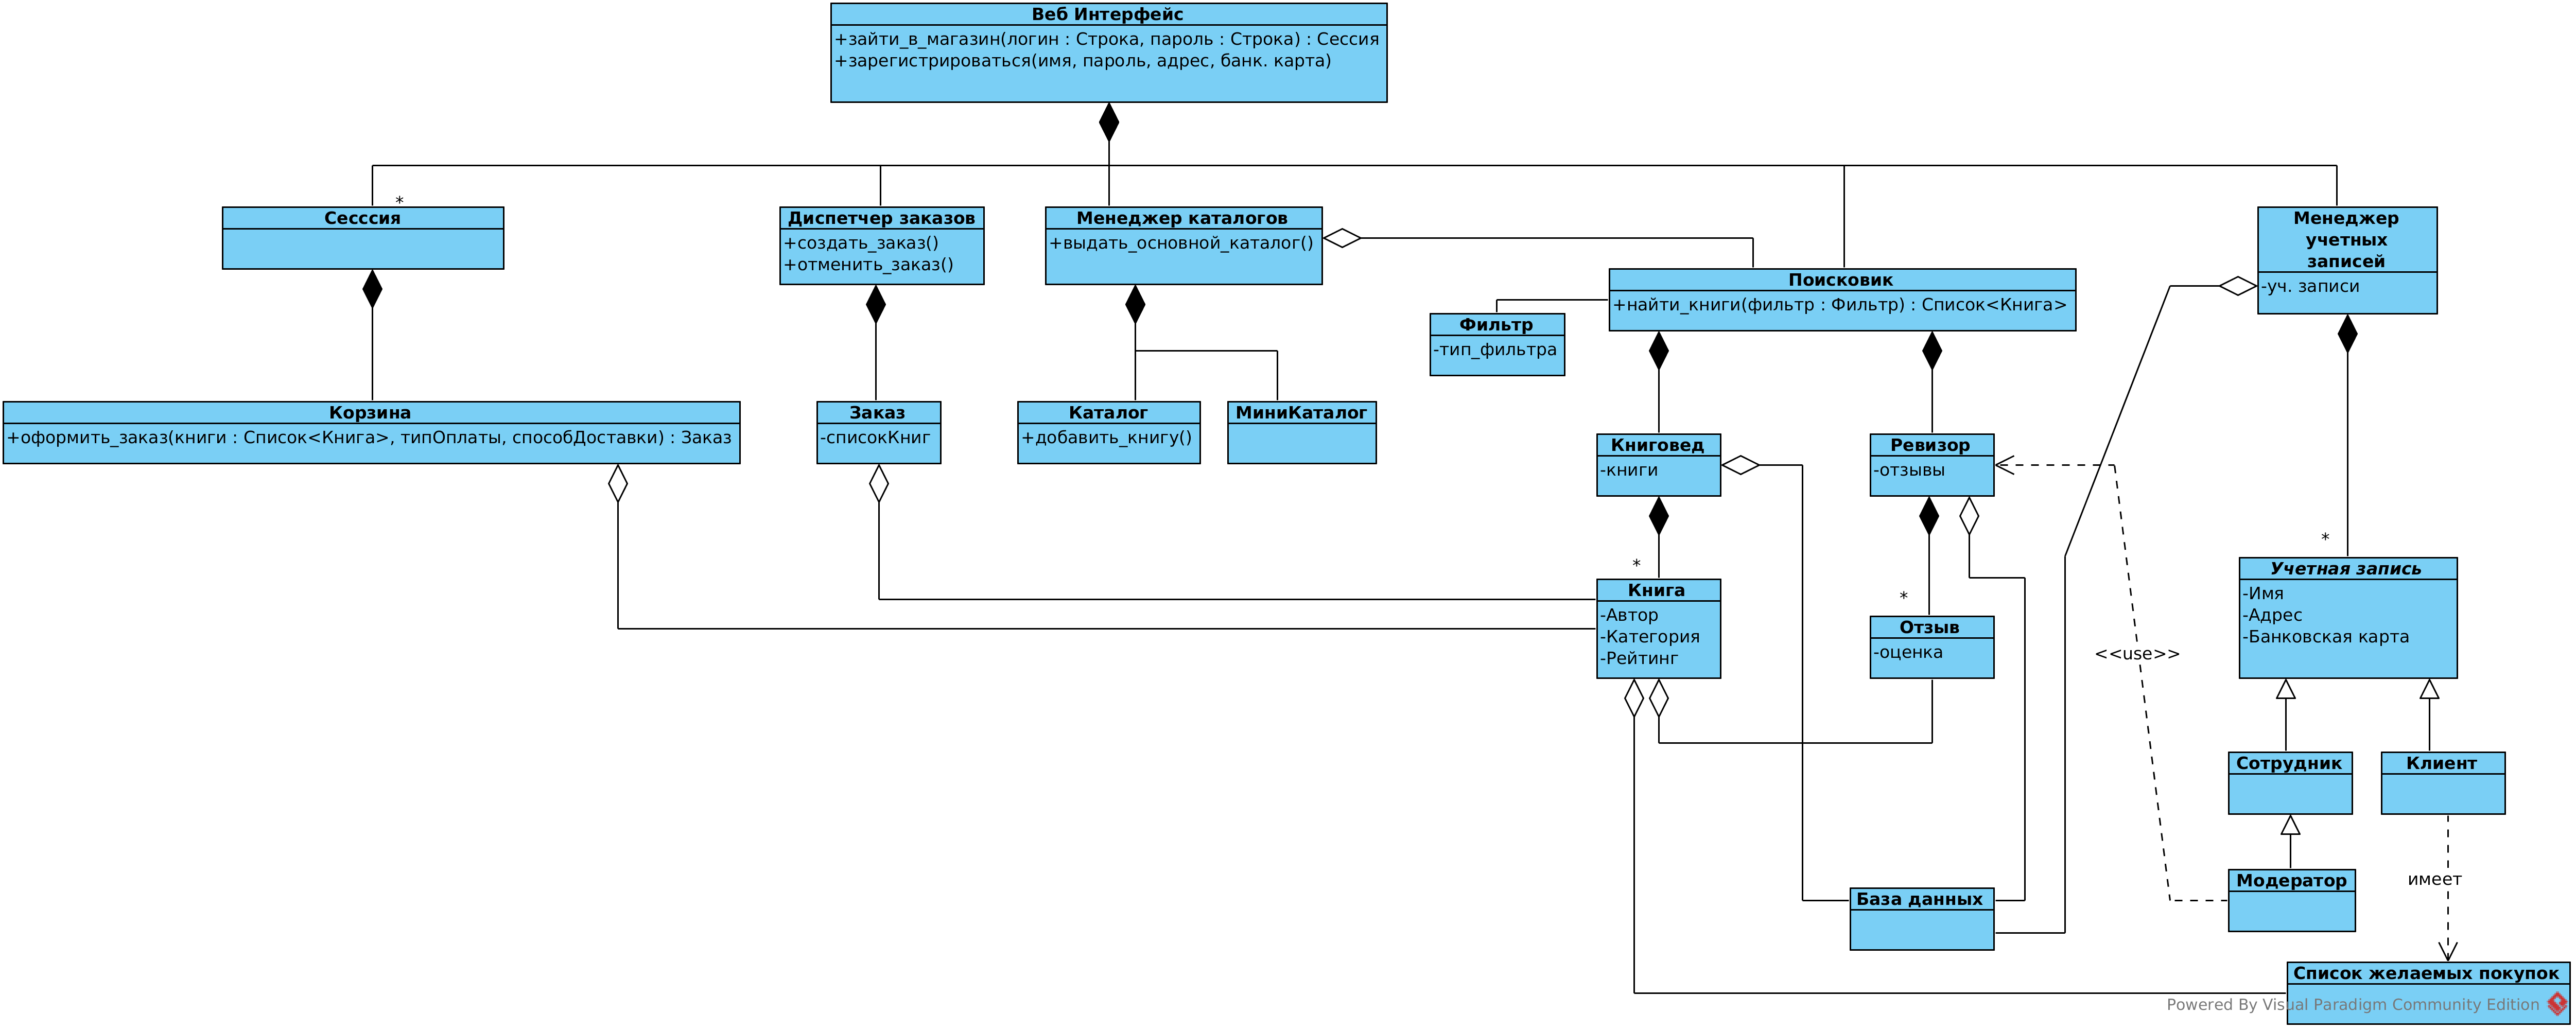 Веб Интерфейс
+зайти_в_магазин(логин : Строка, пароль : Строка) : Сессия
+зарегистрироваться(имя, пароль, адрес, банк. карта)
*
Сесссия
Диспетчер заказов
+создать_заказ()
+отменить_заказ()
Менеджер каталогов
+выдать_основной_каталог()
Менеджер
учетных
записей
-уч. записи
Поисковик
+найти_книги(фильтр : Фильтр) : Список<Книга>
Фильтр
-тип_фильтра
Корзина
+оформить_заказ(книги : Список<Книга>, типОплаты, способДоставки) : Заказ
Заказ
-списокКниг
Каталог
+добавить_книгу()
МиниКаталог
Книговед
-книги
Ревизор
-отзывы
*
*
*
Учетная запись
-Имя
-Адрес
-Банковская карта
Книга
-Автор
-Категория
-Рейтинг
Отзыв
-оценка
<<use>>
Сотрудник
Клиент
Модератор
имеет
База данных
Список желаемых покупок
Powered By Visual Paradigm Community Edition